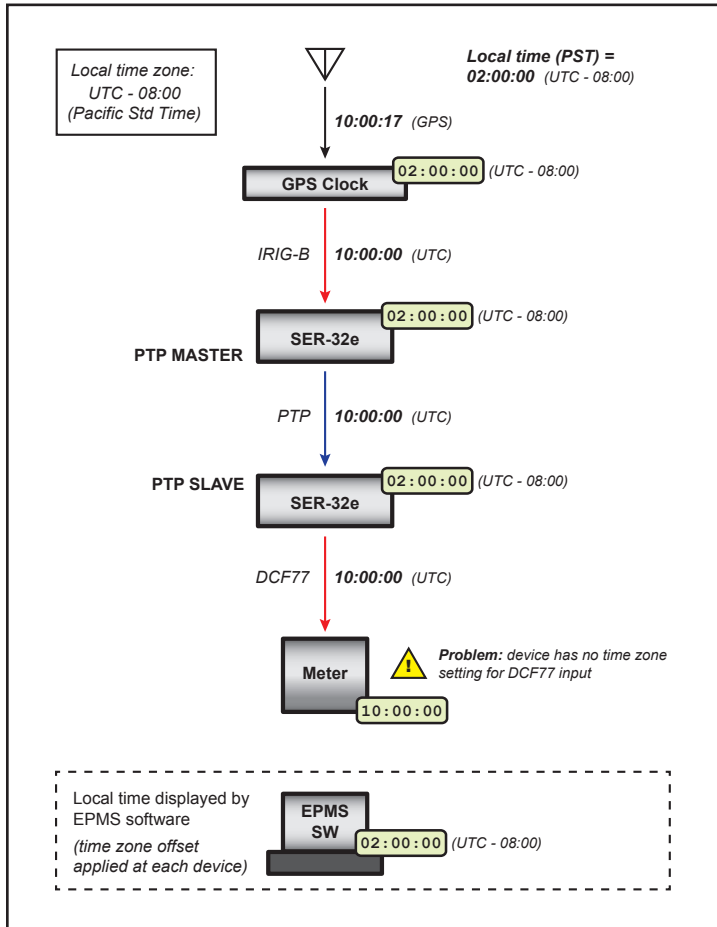 Local time zone:
UTC - 08:00
(Pacific Std Time)
Local time (PST) =
02:00:00 (UTC - 08:00)
10:00:17 (GPS)
GPS Clock
02:00:00 (UTC - 08:00)
IRIG-B 10:00:00 (UTC)
02:00:00 (UTC - 08:00)
SER-32e
PTP MASTER
PTP 10:00:00 (UTC)
02:00:00 (UTC - 08:00)
PTP SLAVE
SER-32e
DCF77 10:00:00 (UTC)
Meter
!
Problem: device has no time zone
setting for DCF77 input
10:00:00
Local time displayed by
EPMS software
(time zone offset
applied at each device)
EPMS
SW
02:00:00 (UTC - 08:00)